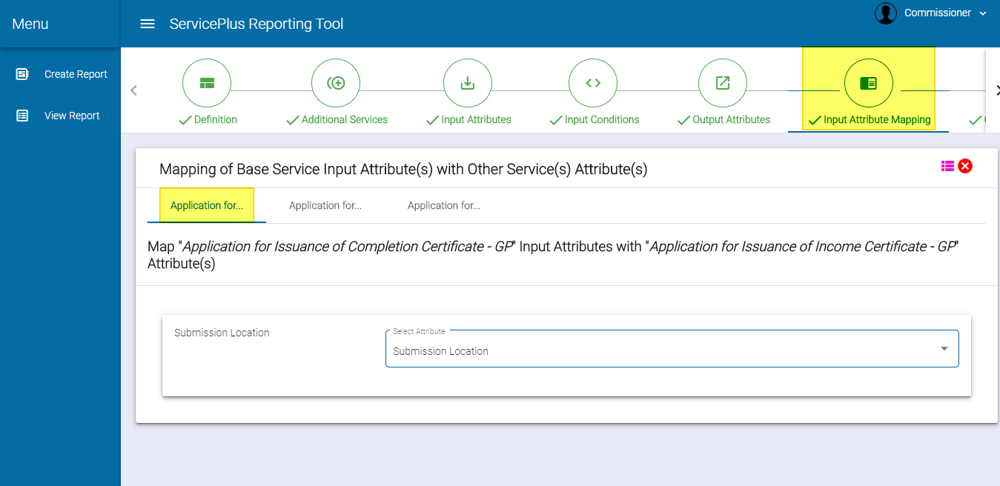 Menu
ServicePlus Reporting Tool
Commissioner
Create Report
View Report
Definition
Additional Services
Input Attributes
Input Conditions
Output Attributes
Input Attribute Mapping
Mapping of Base Service Input Attribute(s) with Other Service(s) Attribute(s)
Application for...
Application for...
Application for...
Map "Application for Issuance of Completion Certificate - GP" Input Attributes with "Application for Issuance of Income Certificate - GP"
Attribute(s)
Submission Location
Select Attribute
Submission Location